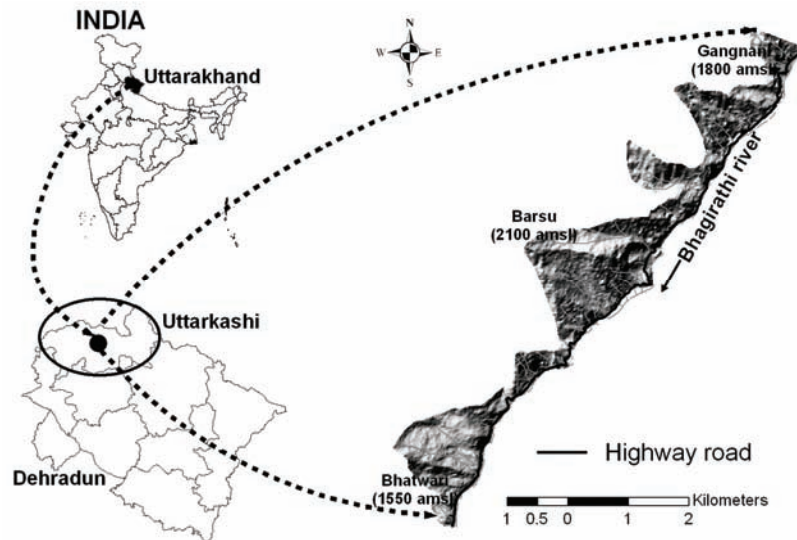 INDIA
Uttarakhand
N
W E
S
Gangnani
(1800 amsl)
Bhagirathi river
Barsu
(2100 amsl)
Uttarkashi
Dehradun
Bhatwari
(1550 amsl)
Highway road
Kilometers
1 0.5 0 1 2